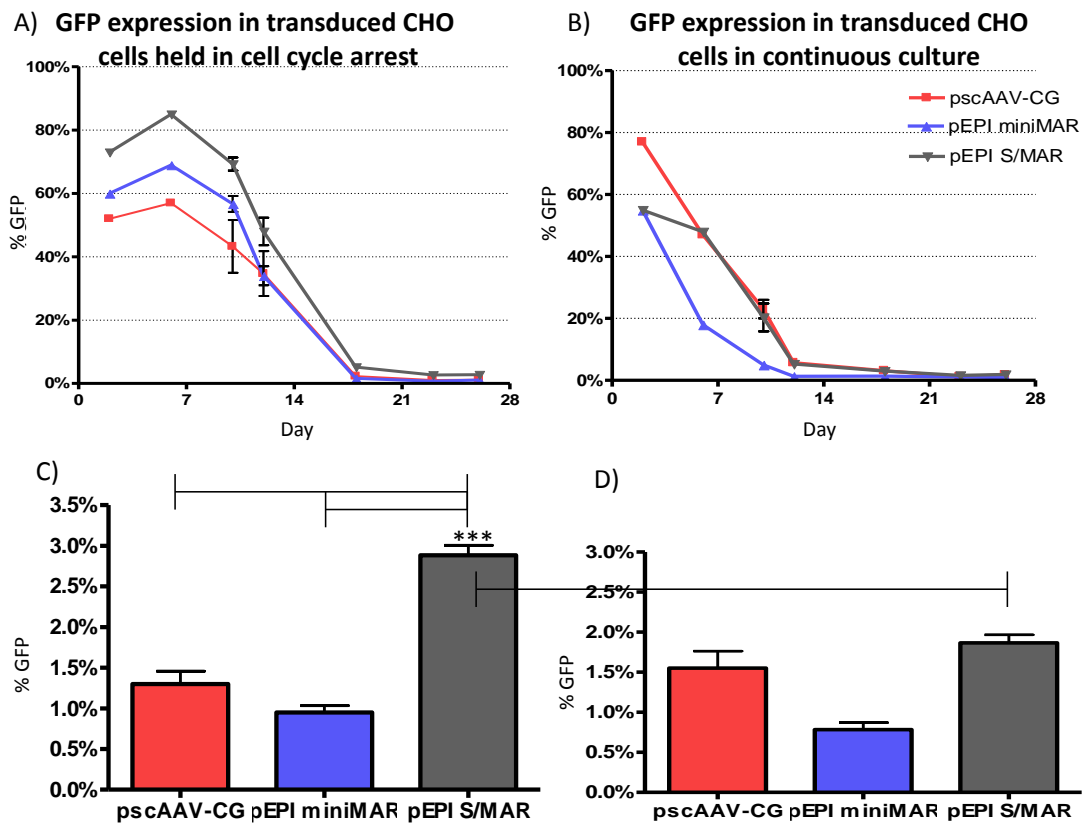 A) GFP expression in transduced CHO
cells held in cell cycle arrest
100%
80%
60%
40%
20%
0%
% GFP
0 7 14 21 28
Day
B) GFP expression in transduced CHO
cells in continuous culture
100%
80%
60%
40%
20%
0%
% GFP
pscAAV-CG
pEPI miniMAR
pEPI S/MAR
0 7 14 21 28
Day
C)
3.5%
3.0%
2.5%
2.0%
1.5%
1.0%
0.5%
0.0%
% GFP
***
pscAAV-CG pEPI miniMAR pEPI S/MAR
D)
3.0%
2.5%
2.0%
1.5%
1.0%
0.5%
0.0%
% GFP
pscAAV-CG pEPI miniMAR pEPI S/MAR